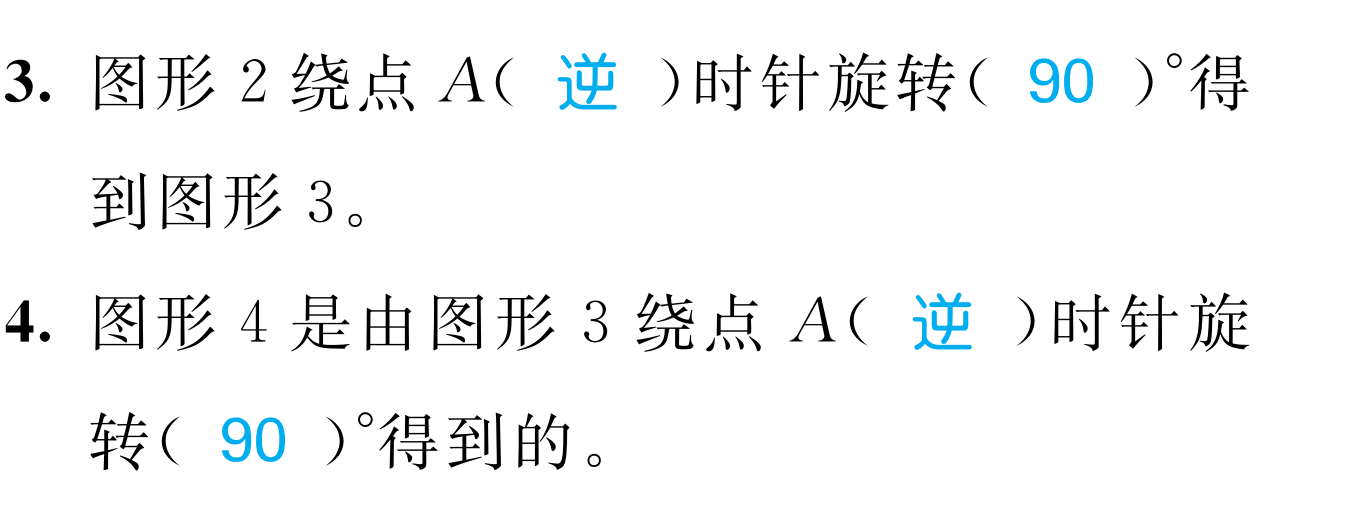 3. 图形 2 绕点 A( 逆 )时针旋转( 90 )°得
到图形 3。
4. 图形 4 是由图形 3 绕点 A( 逆 )时针旋
转( 90 )°得到的。